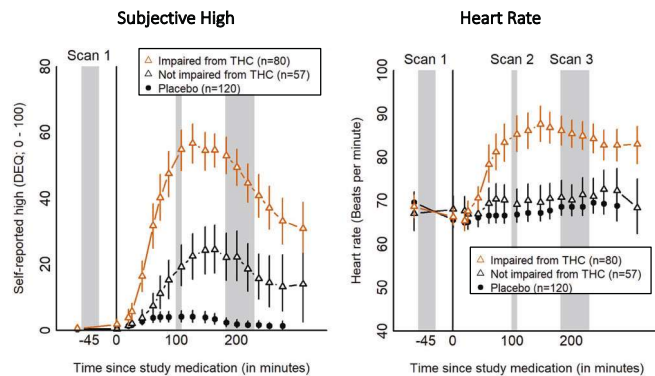 Subjective High
Scan 1
Impaired from THC (n=80)
Not impaired from THC (n=57)
Placebo (n=120)
Self-reported high (DEQ; 0 - 100)
80
60
40
20
0
-45
0
100
200
Time since study medication (in minutes)
Heart Rate
Scan 1
Scan 2
Scan 3
Heart rate (Beats per minute)
100
90
80
70
60
50
40
Impaired from THC (n=80)
Not impaired from THC (n=57)
Placebo (n=120)
-45
0
100
200
Time since study medication (in minutes)